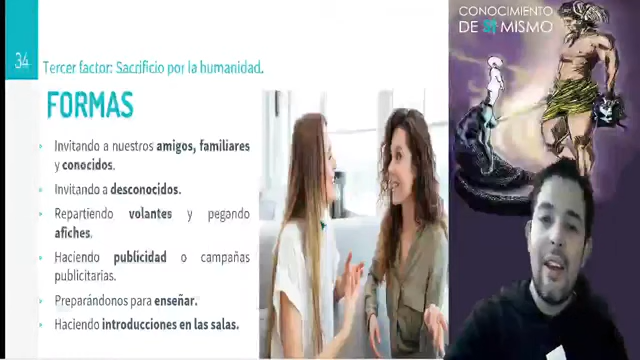 34
Tercer factor: Sacrificio por la humanidad.
FORMAS
Invitando a nuestros amigos, familiares
y conocidos.
Invitando a desconocidos.
Repartiendo volantes y pegando
afiches.
Haciendo publicidad o campañas
publicitarias.
Preparándonos para enseñar.
Haciendo introducciones en las salas.
CONOCIMIENTO
DE MISMO